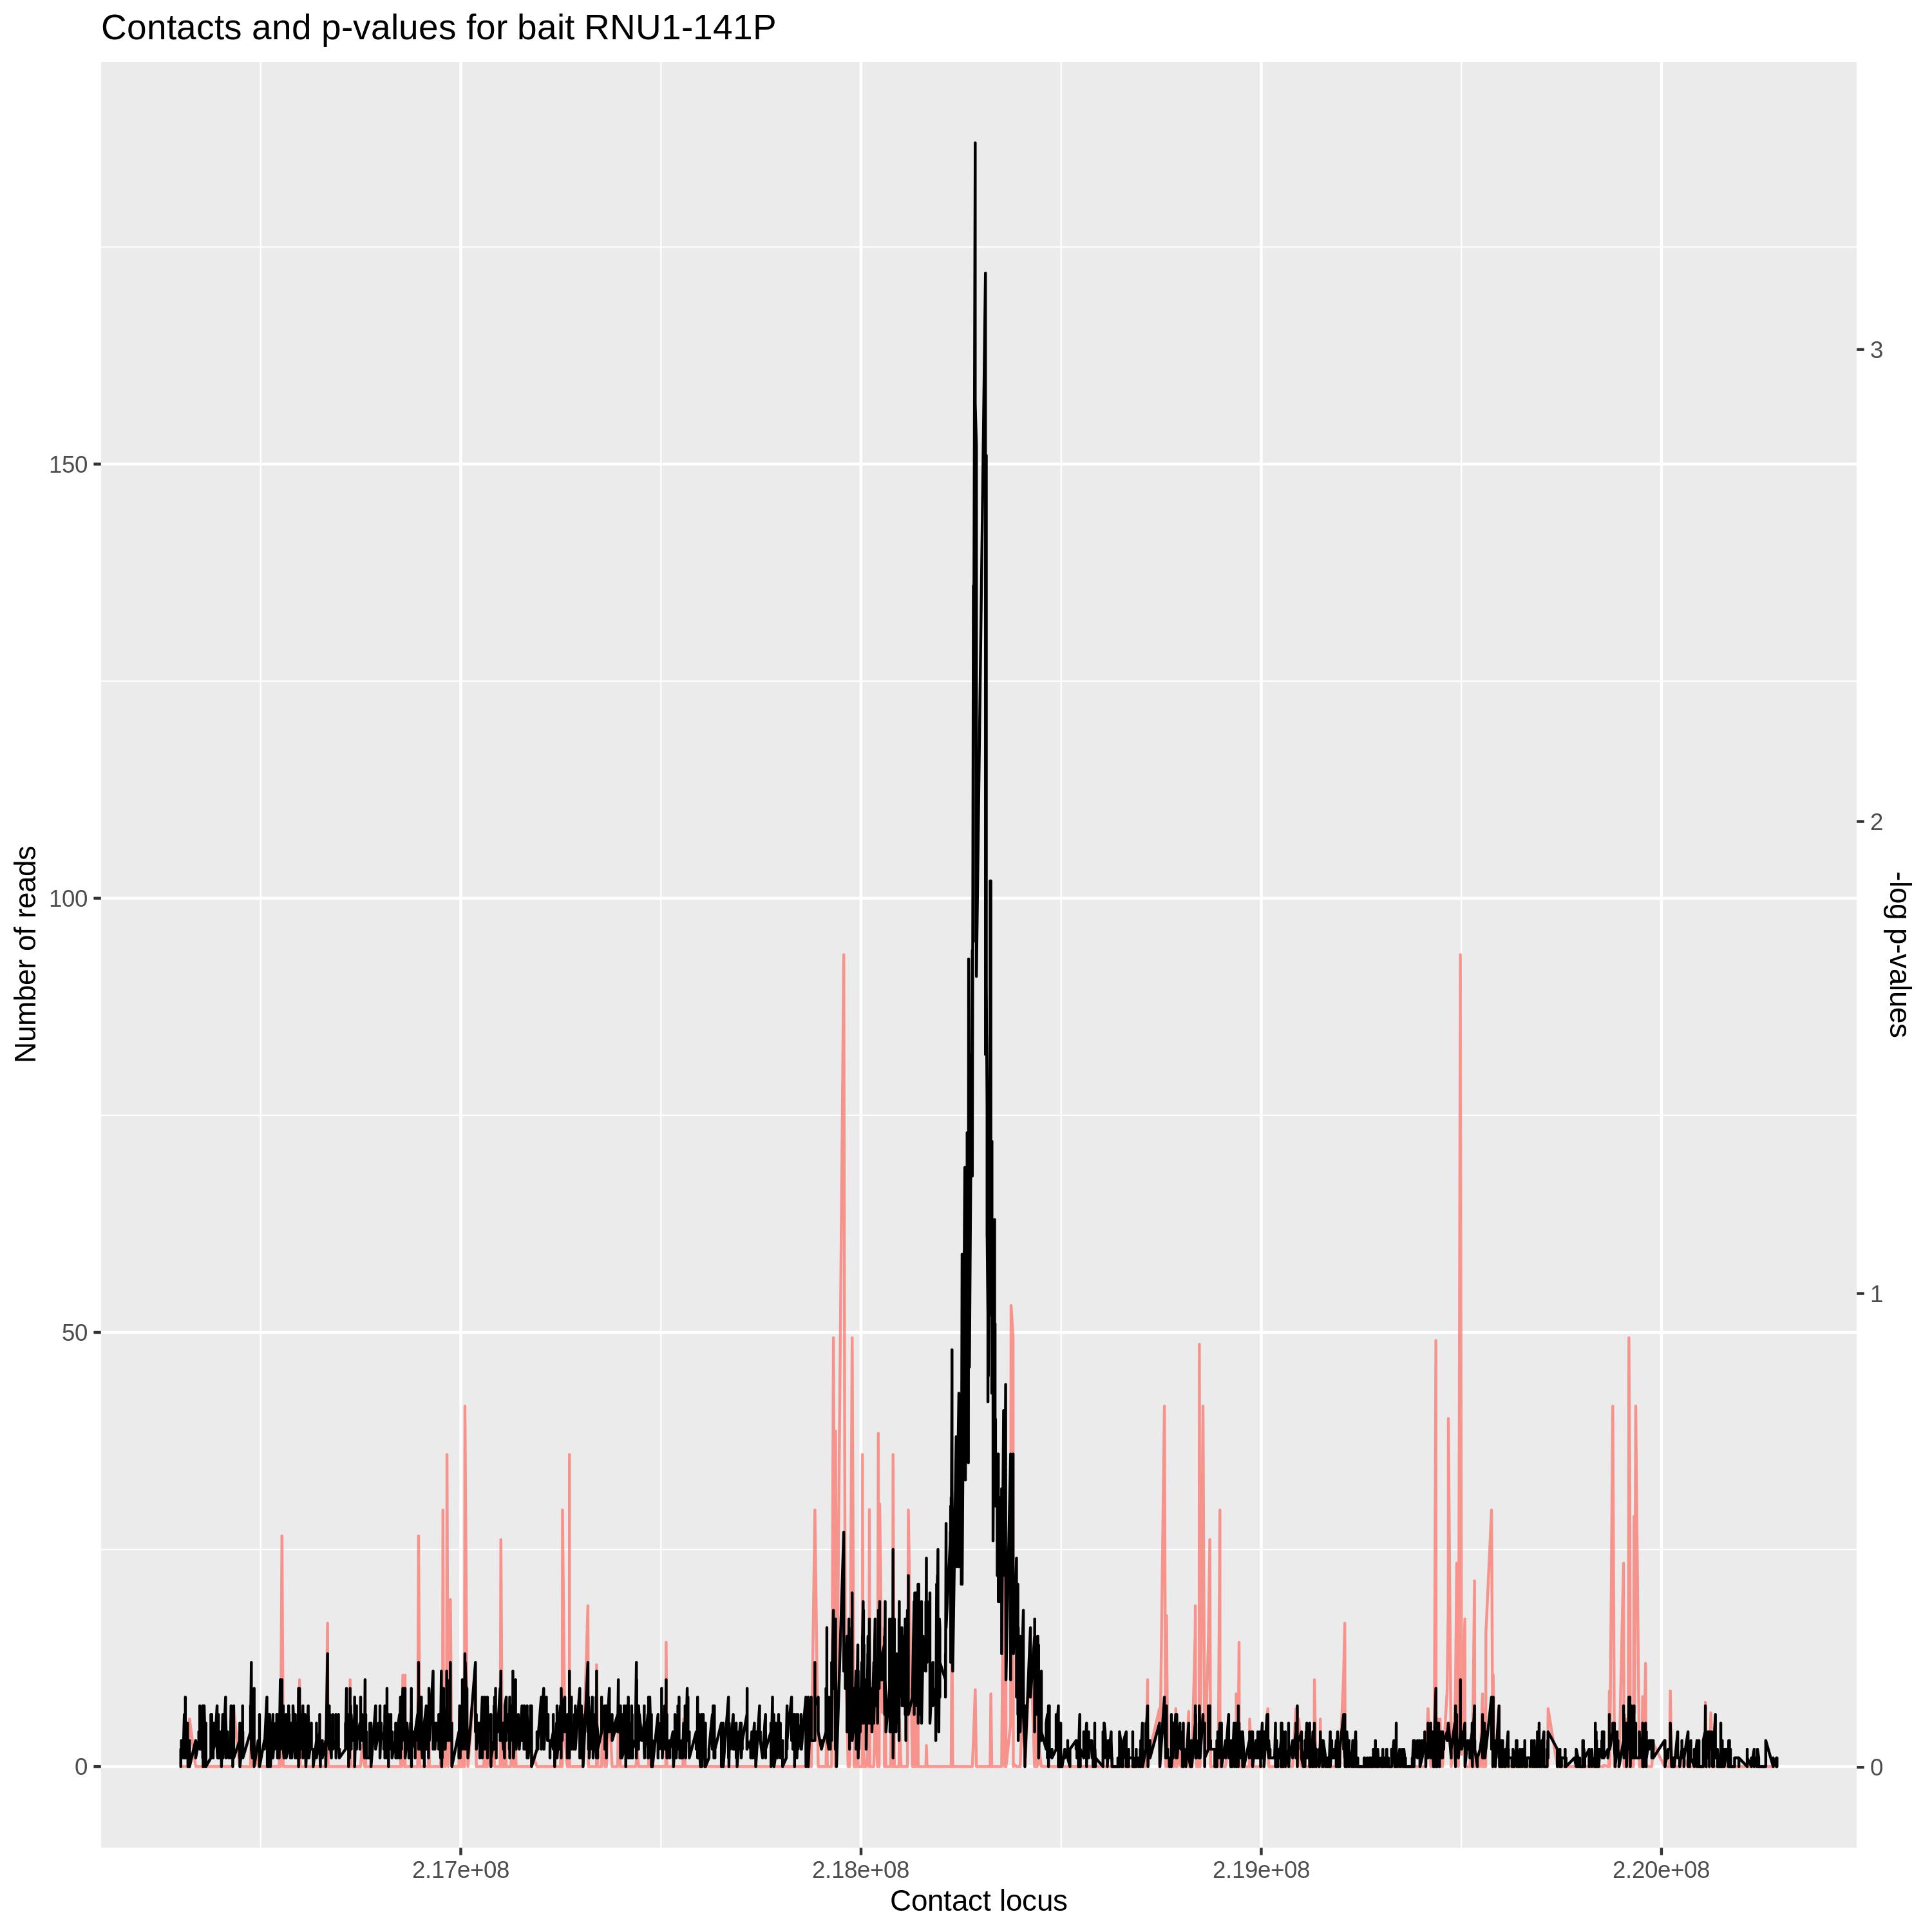 Contacts and p-values for bait RNU1-141P
Number of reads
150
100
50
0
3
2
1
0
-log p-values
2.17e+08
2.18e+08
2.19e+08
2.20e+08
Contact locus